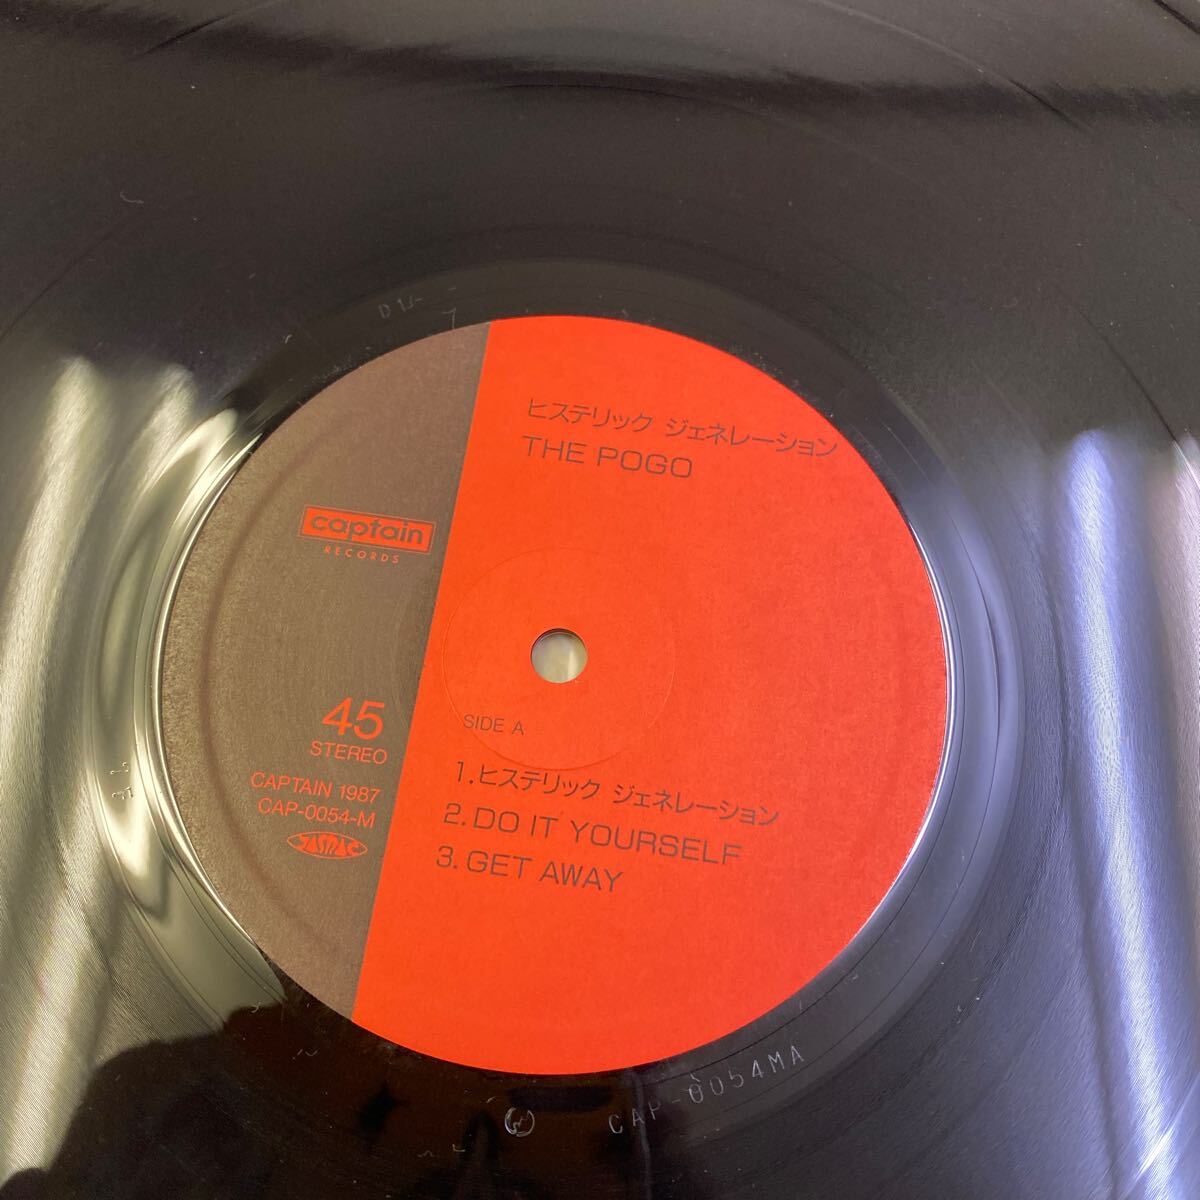 ヒステリック ジェネレーション
THE POGO
captain
RECORDS
SIDE A
45
STEREO
CAPTAIN 1987
CAP-0054-M
1.ヒステリック ジェネレーション
2.DO IT YOURSELF
3.GET AWAY
CAP-0054MA